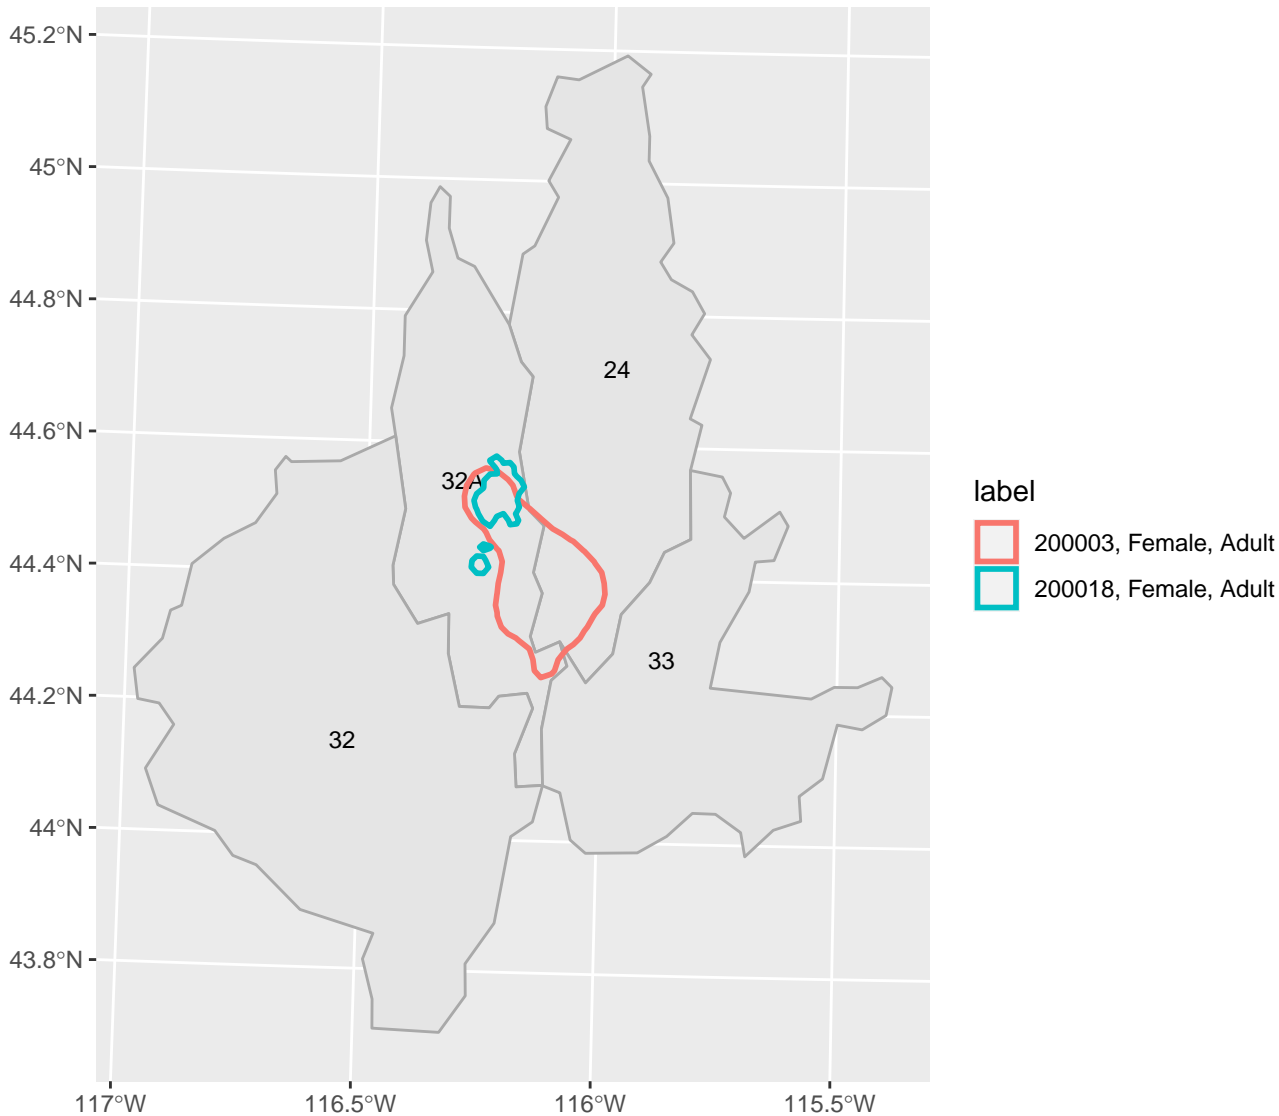 45.2°N
45°N
44.8°N
44.6°N
44.4°N
44.2°N
44°N
43.8°N
24
32A
33
32
117°W
116.5°W
116°W
115.5°W
label
200003, Female, Adult
200018, Female, Adult